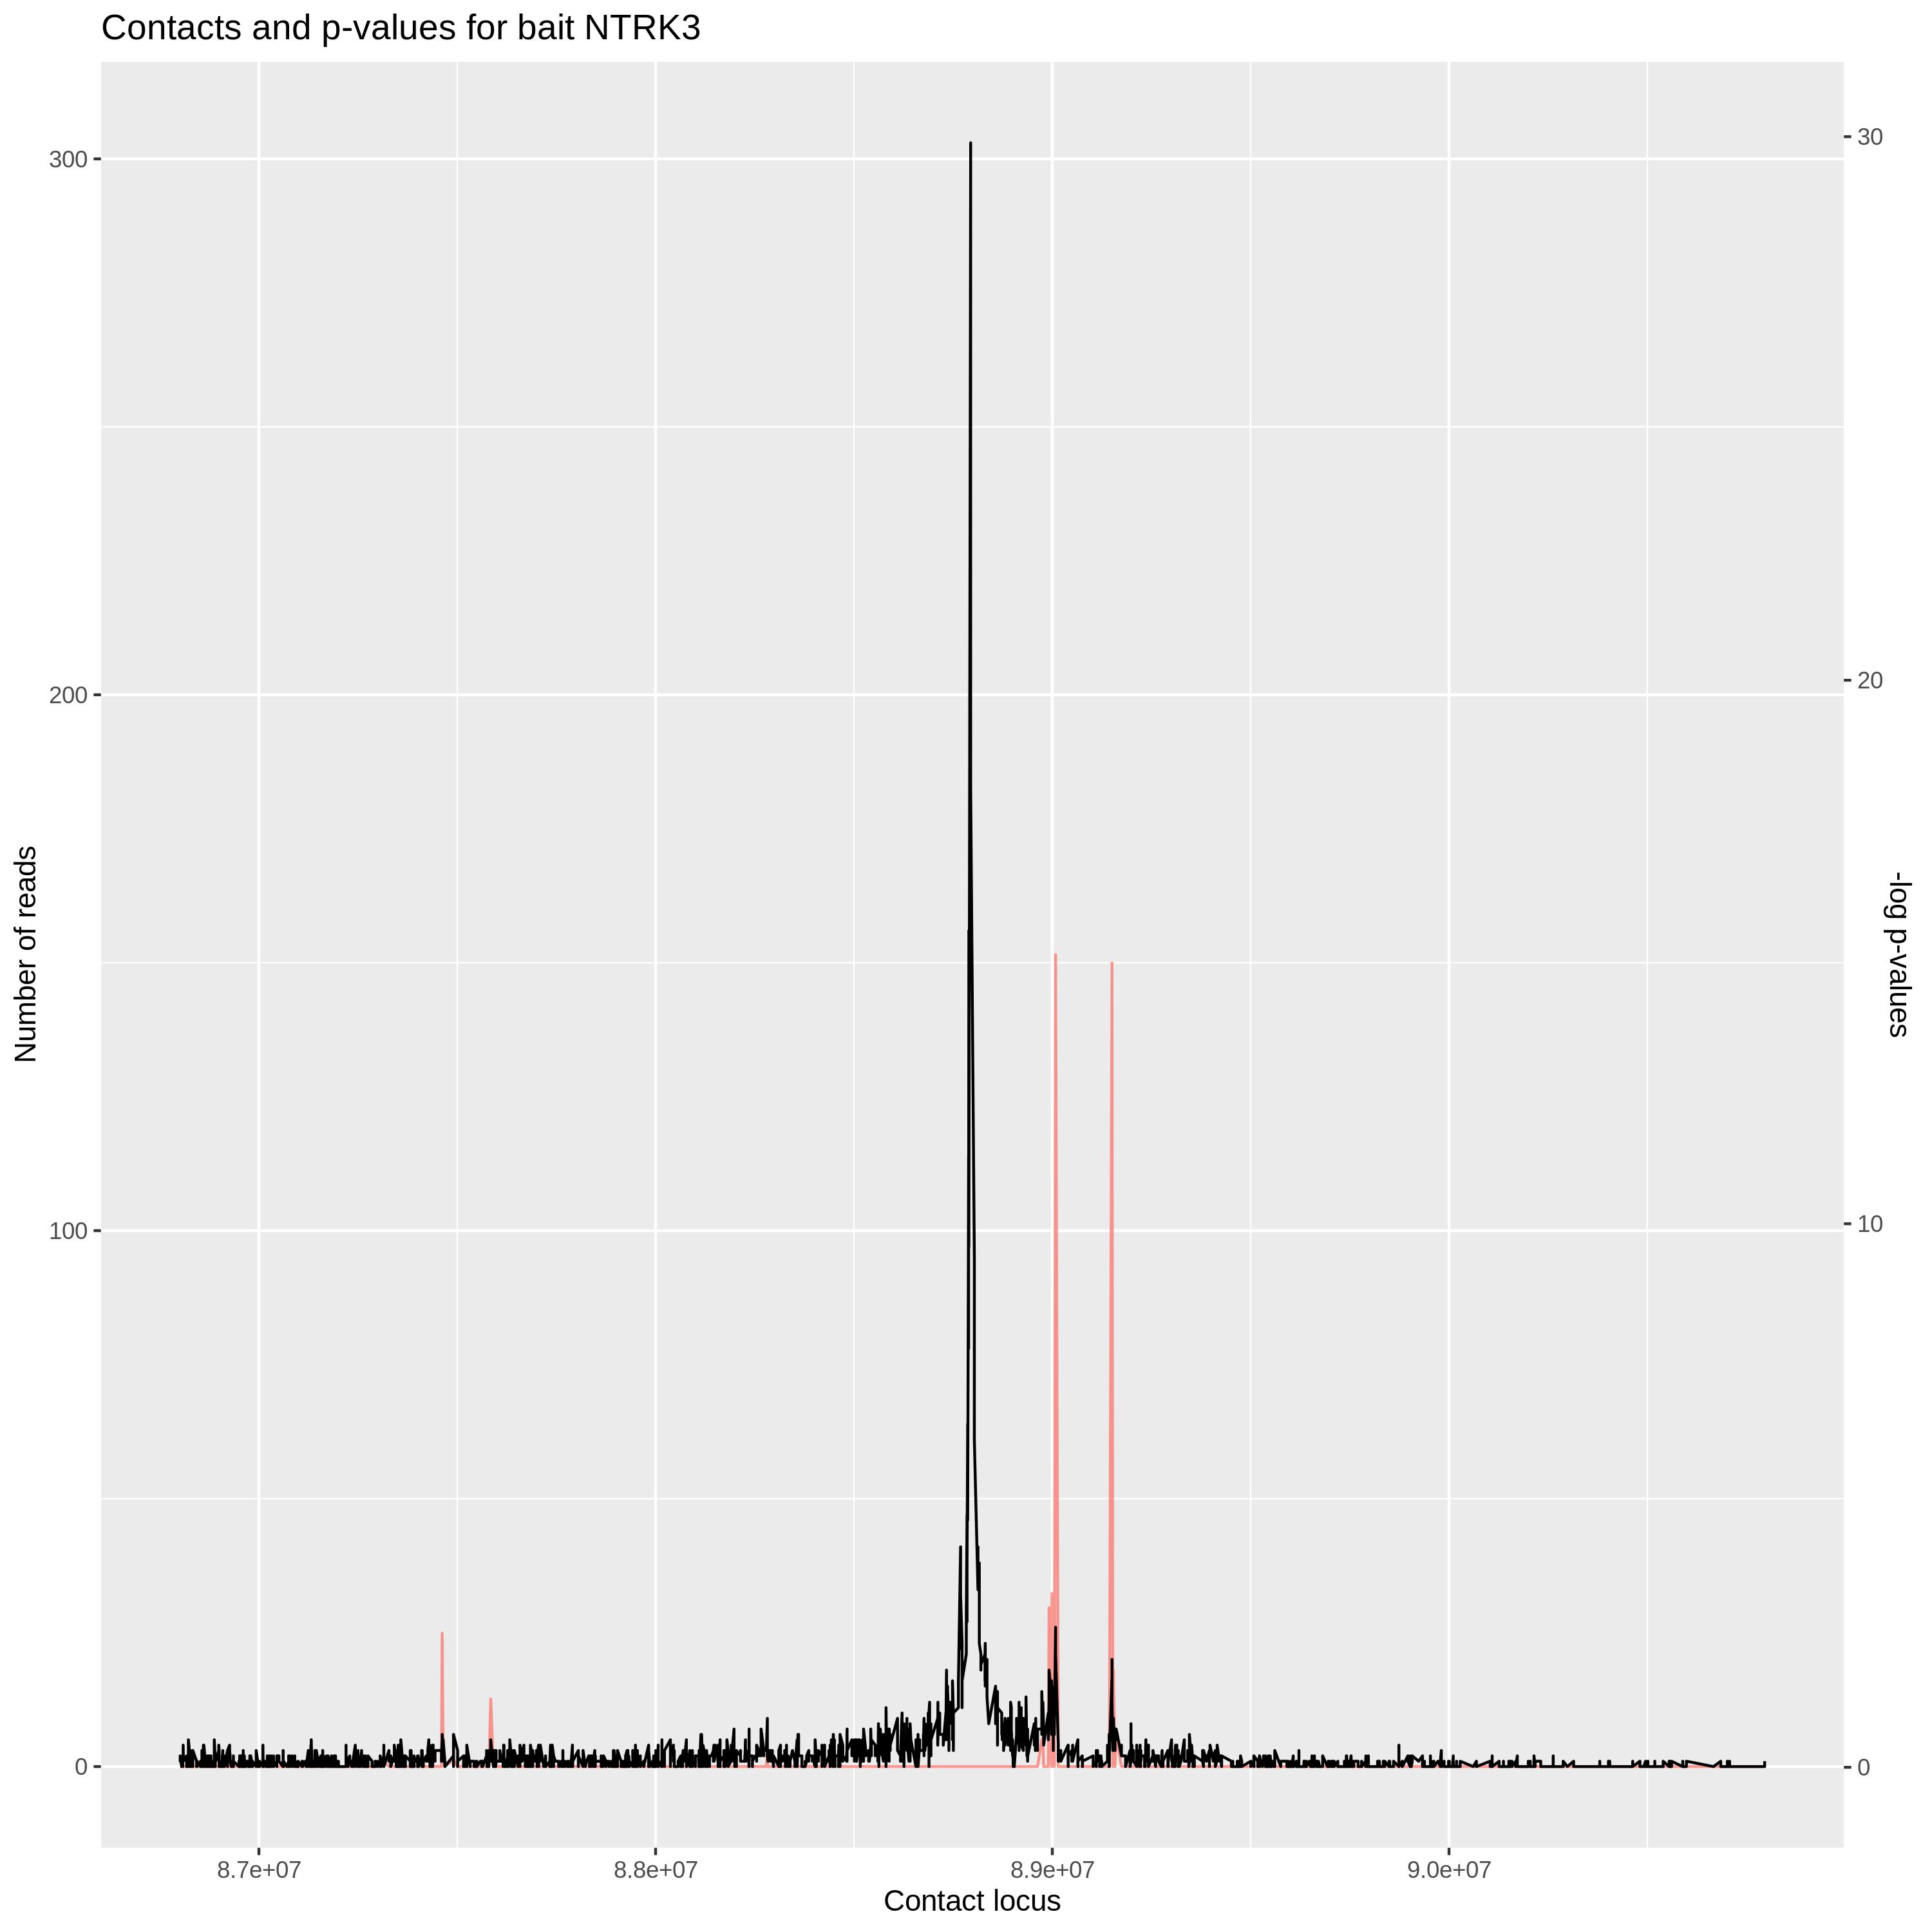 Contacts and p-values for bait NTRK3
300
200
100
0
Number of reads
30
20
10
0
-log p-values
8.7e+07
8.8e+07
8.9e+07
9.0e+07
Contact locus